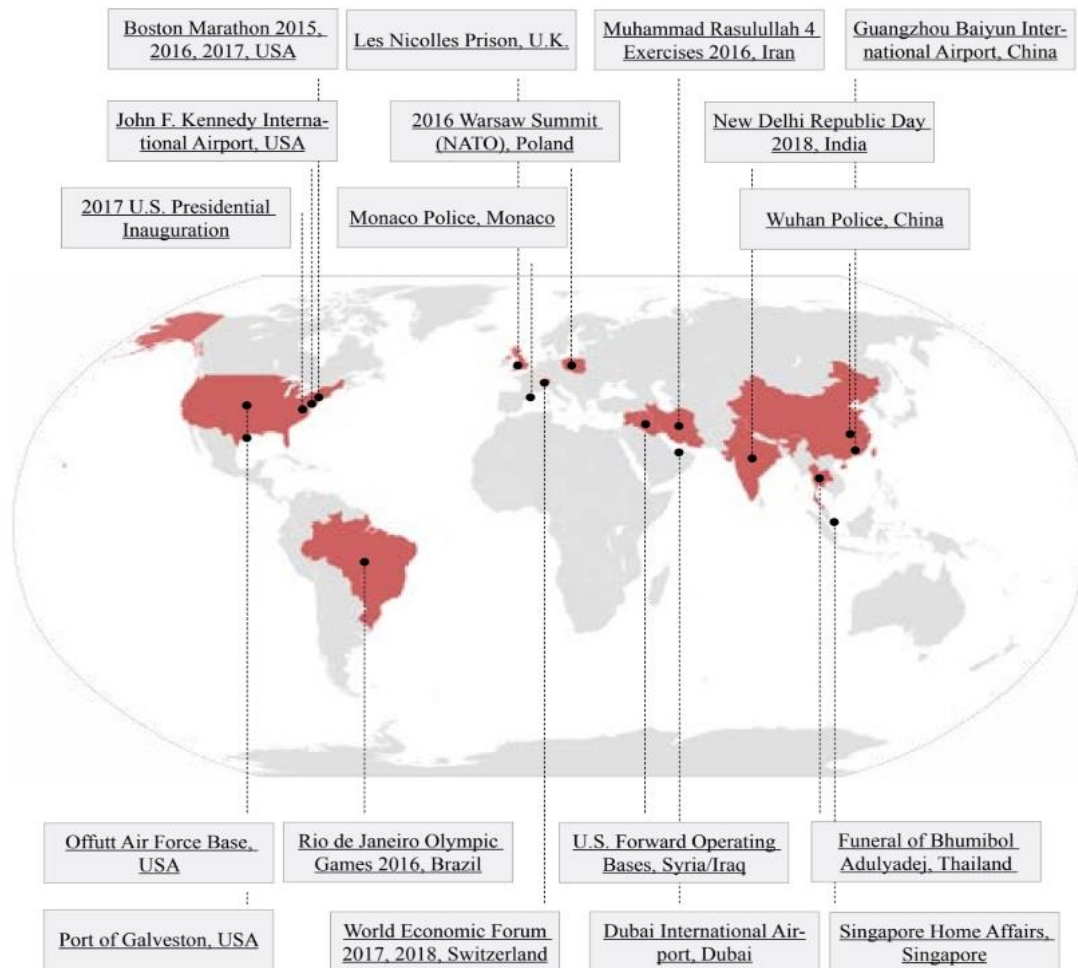 Boston Marathon 2015,
2016, 2017, USA
Les Nicolles Prison, U.K.
Muhammad Rasulullah 4
Exercises 2016, Iran
Guangzhou Baiyun Inter-
national Airport, China
John F. Kennedy Interna-
tional Airport, USA
2016 Warsaw Summit
(NATO), Poland
New Delhi Republic Day
2018, India
2017 U.S. Presidential
Inauguration
Monaco Police, Monaco
Wuhan Police, China
Offutt Air Force Base,
USA
Rio de Janeiro Olympic
Games 2016, Brazil
U.S. Forward Operating
Bases, Syria/Iraq
Funeral of Bhumibol
Adulyadej, Thailand
Port of Galveston, USA
World Economic Forum
2017, 2018, Switzerland
Dubai International Air-
port, Dubai
Singapore Home Affairs,
Singapore